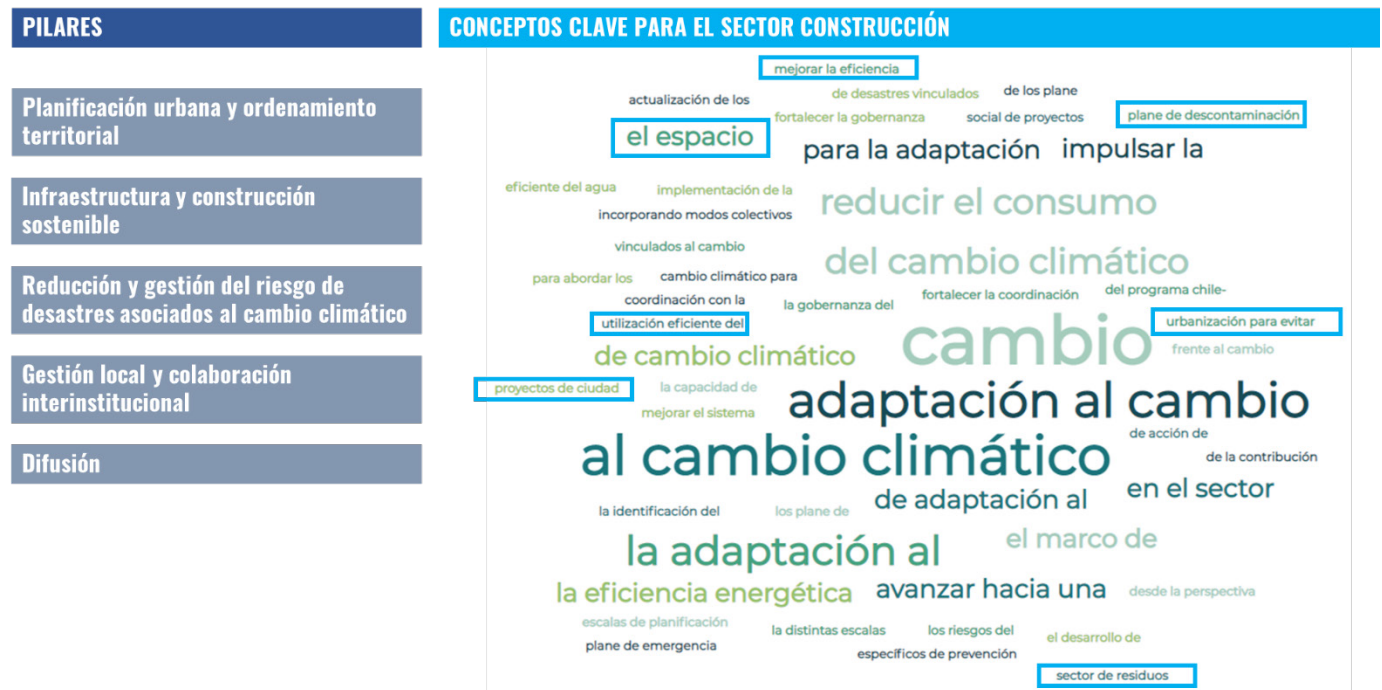 PILARES
Planificación urbana y ordenamiento
territorial
Infraestructura y construcción
sostenible
Reducción y gestión del riesgo de
desastres asociados al cambio climático
Gestión local y colaboración
interinstitucional
Difusión
CONCEPTOS CLAVE PARA EL SECTOR CONSTRUCCIÓN
mejorar la eficiencia
actualización de los
de desastres vinculados
de los plane
fortalecer la gobernanza
social de proyectos
plane de descontaminación
el espacio
para la adaptación
impulsar la
eficiente del agua
implementación de la
reducir el consumo
incorporando modos colectivos
vinculados al cambio
del cambio climático
para abordar los
cambio climático para
coordinación con la
la gobernanza del
fortalecer la coordinación
del programa chile-
utilización eficiente del
cambio
urbanización para evitar
de cambio climático
frente al cambio
proyectos de ciudad
la capacidad de
mejorar el sistema
adaptación al cambio
al cambio climático
de acción de
de la contribución
la identificación del
los plane de
de adaptación al
en el sector
la adaptación al
el marco de
la eficiencia energética
avanzar hacia una
desde la perspectiva
escalas de planificación
la distintas escalas
los riesgos del
el desarrollo de
plane de emergencia
específicos de prevención
sector de residuos